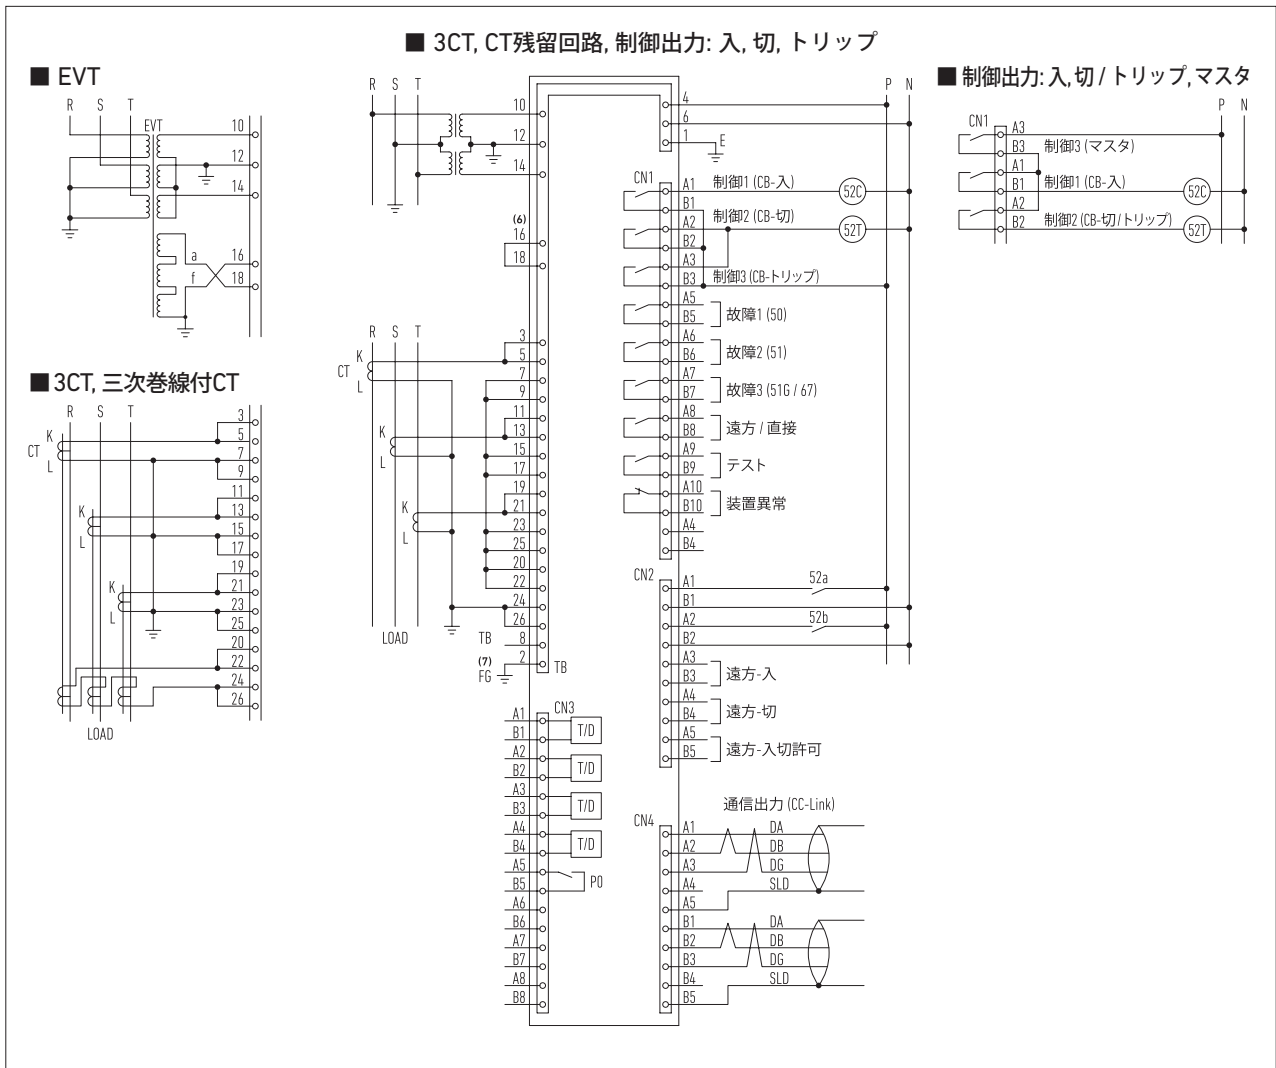 ■ 3CT, CT残留回路, 制御出力: 入, 切, トリップ
■ EVT
R S T
EVT
10
12
14
a
f
16
18
■ 3CT, 三次巻線付CT
R S T
K
CT
L
K
L
K
L
3
5
7
9
11
13
15
17
19
21
23
25
20
22
24
26
LOAD
R S T
10
12
14
(6)
16
18
R S T
K
CT
L
K
L
K
L
LOAD
3
5
7
9
11
13
15
17
19
21
23
25
20
22
24
26
TB 8
(7)
FG 2
TB
P N
4
6
1
E
CN1
A1 制御1 (CB-入) 52C
B1
A2 制御2 (CB-切) 52T
B2
A3
B3 制御3 (CB-トリップ)
A5
B5 故障1 (50)
A6
B6 故障2 (51)
A7
B7 故障3 (51G / 67)
A8
B8 遠方 / 直接
A9
B9 テスト
A10
B10 装置異常
A4
B4
CN2
A1 52a
B1
A2 52b
B2
A3
B3 遠方-入
A4
B4 遠方-切
A5
B5 遠方-入切許可
CN3
A1
B1 T/D
A2
B2 T/D
A3
B3 T/D
A4
B4 T/D
A5
B5 PO
A6
B6
A7
B7
A8
B8
通信出力 (CC-Link)
CN4
A1 DA
A2 DB
A3 DG
A4 SLD
A5
B1 DA
B2 DB
B3 DG
B4 SLD
B5
■ 制御出力: 入, 切 / トリップ, マスタ
P N
CN1
A3
B3 制御3 (マスタ)
A1
B1 制御1 (CB-入) 52C
A2
B2 制御2 (CB-切/トリップ) 52T